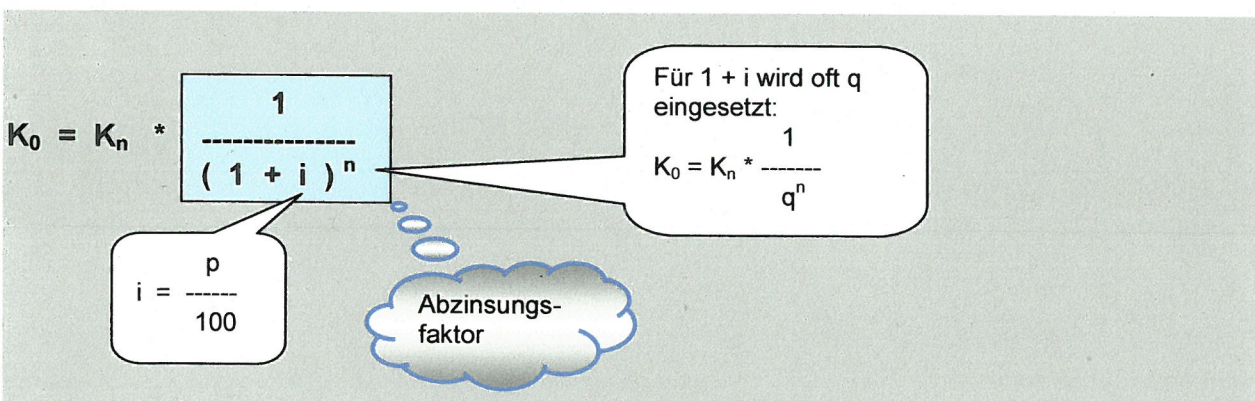 K₀ = Kₙ *
1
---------------
( 1 + i )ⁿ
Für 1 + i wird oft q
eingesetzt:
1
K₀ = Kₙ * -------
qⁿ
p
i = ------
100
Abzinsungs-
faktor